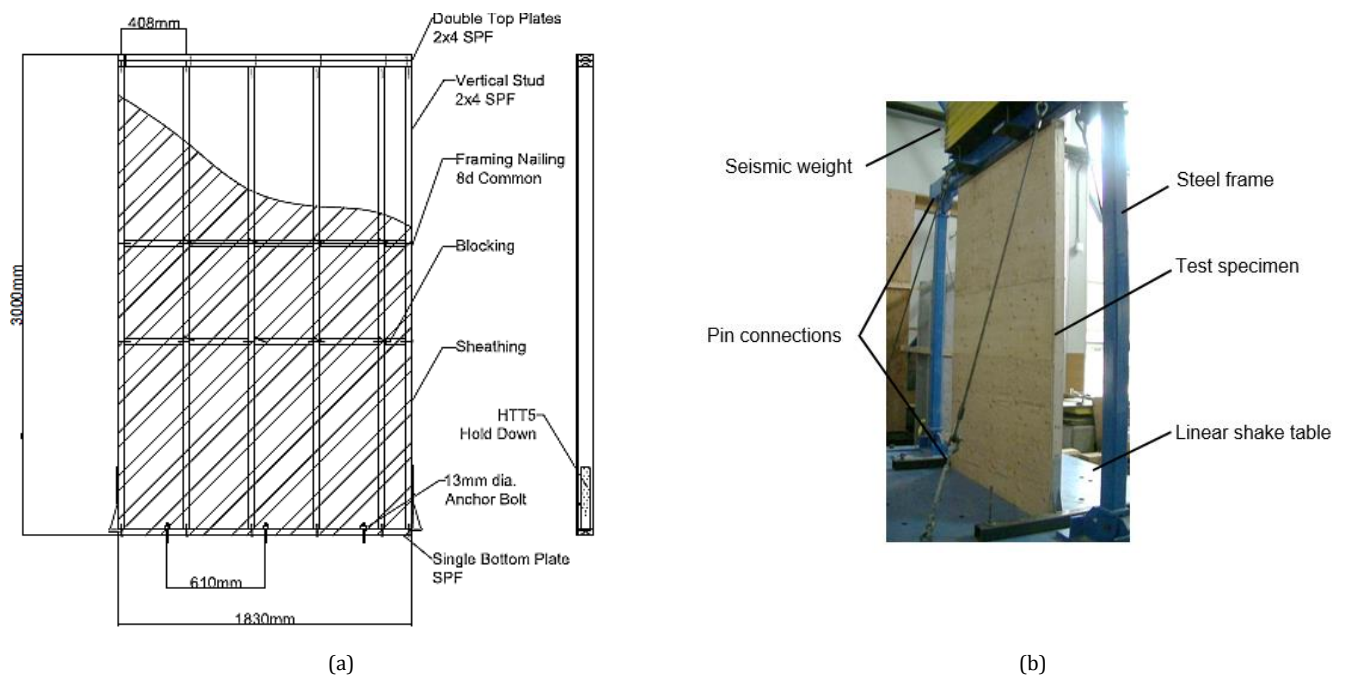 408mm
Double Top Plates
2x4 SPF
Vertical Stud
2x4 SPF
Framing Nailing
8d Common
Blocking
3000mm
Sheathing
HTT5
Hold Down
13mm dia.
Anchor Bolt
Single Bottom Plate
SPF
610mm
1830mm
(a)
Seismic weight
Steel frame
Test specimen
Pin connections
Linear shake table
(b)